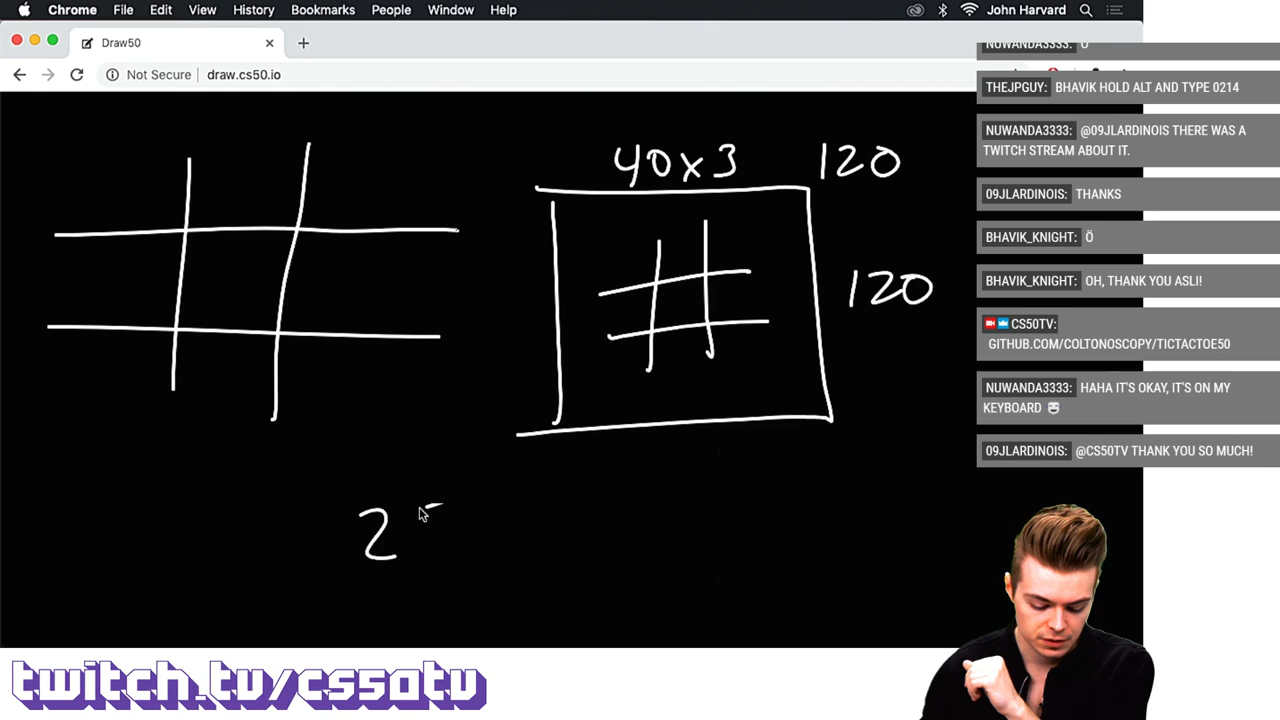 Chrome File Edit View History Bookmarks People Window Help John Harvard
Draw50
Not Secure draw.cs50.io
40 x 3 120
120
2
NUWANDA3333: Ö
THEJPGUY: BHAVIK HOLD ALT AND TYPE 0214
NUWANDA3333: @09JLARDINOIS THERE WAS A
TWITCH STREAM ABOUT IT.
09JLARDINOIS: THANKS
BHAVIK_KNIGHT: Ö
BHAVIK_KNIGHT: OH, THANK YOU ASLI!
CS50TV:
GITHUB.COM/COLTONOSCOPY/TICTACTOE50
NUWANDA3333: HAHA IT'S OKAY, IT'S ON MY
KEYBOARD
09JLARDINOIS: @CS50TV THANK YOU SO MUCH!
twitch.tv/cs50tv